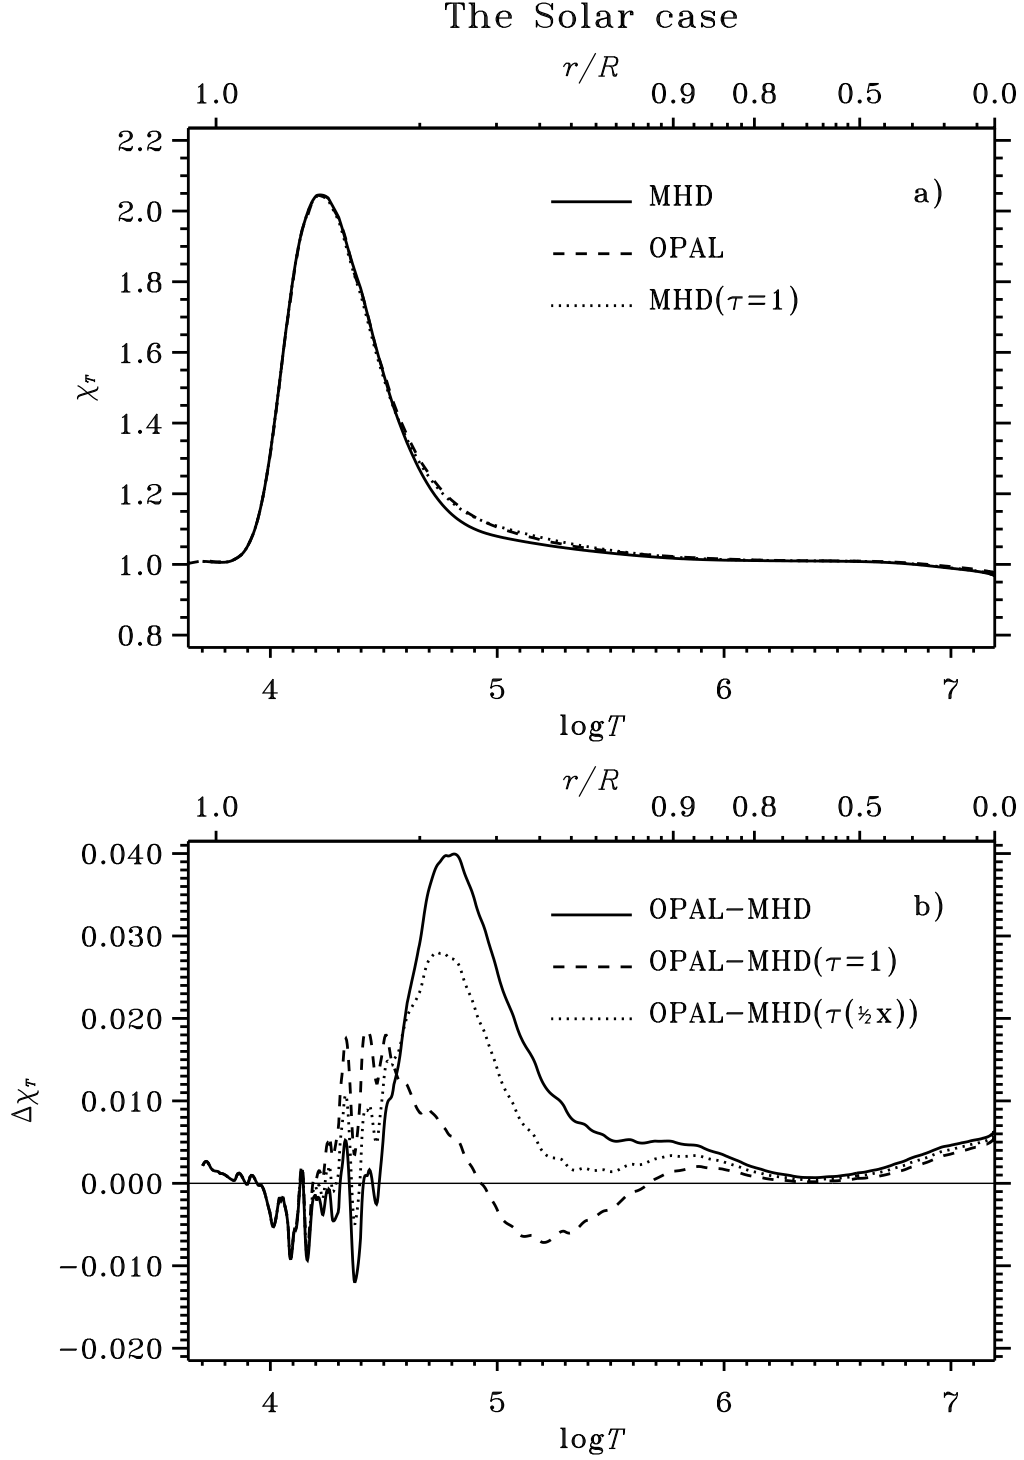 The Solar case
r/R
1.0 0.9 0.8 0.5 0.0
2.2
2.0
1.8
1.6
1.4
1.2
1.0
0.8
χT
MHD
OPAL
MHD(τ=1)
a)
4 5 6 7
logT
r/R
1.0 0.9 0.8 0.5 0.0
0.040
0.030
0.020
0.010
0.000
−0.010
−0.020
ΔχT
OPAL−MHD
OPAL−MHD(τ=1)
OPAL−MHD(τ(½x))
b)
4 5 6 7
logT